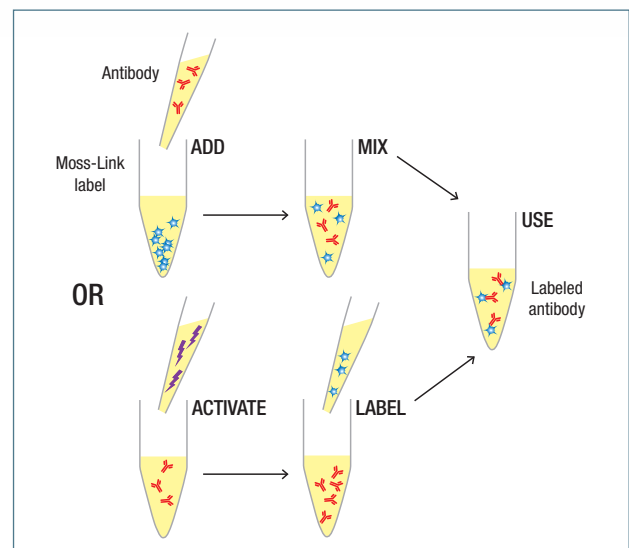 Antibody
ADD
MIX
Moss-Link
label
USE
Labeled
antibody
OR
ACTIVATE
LABEL